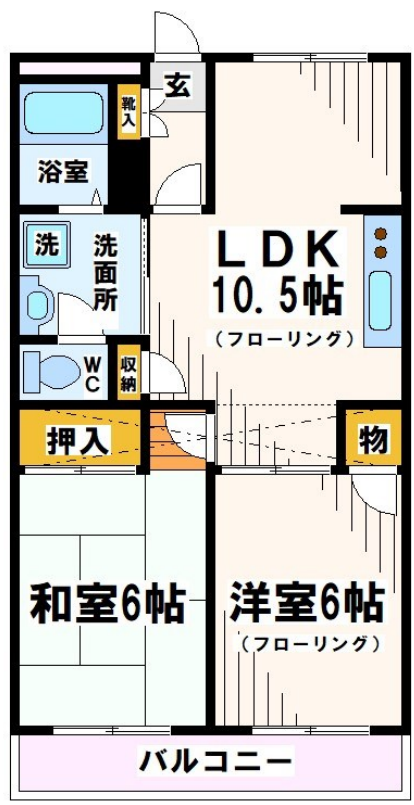 玄
靴入
浴室
洗
洗面所
LDK
10.5帖
(フローリング)
WC
収納
押入
物
和室6帖
洋室6帖
(フローリング)
バルコニー